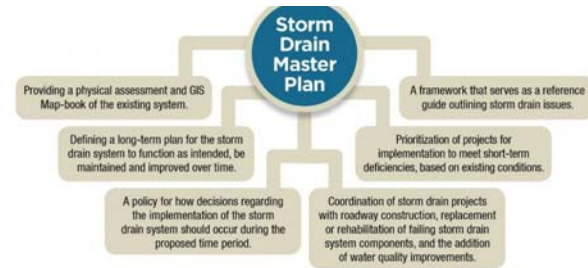 Storm
Drain
Master
Plan
Providing a physical assessment and GIS
Map-book of the existing system.
A framework that serves as a reference
guide outlining storm drain issues.
Defining a long-term plan for the storm
drain system to function as intended, be
maintained and improved over time.
Prioritization of projects for
implementation to meet short-term
deficiencies, based on existing conditions.
A policy for how decisions regarding
the implementation of the storm
drain system should occur during the
proposed time period.
Coordination of storm drain projects
with roadway construction, replacement
or rehabilitation of failing storm drain
system components, and the addition
of water quality improvements.